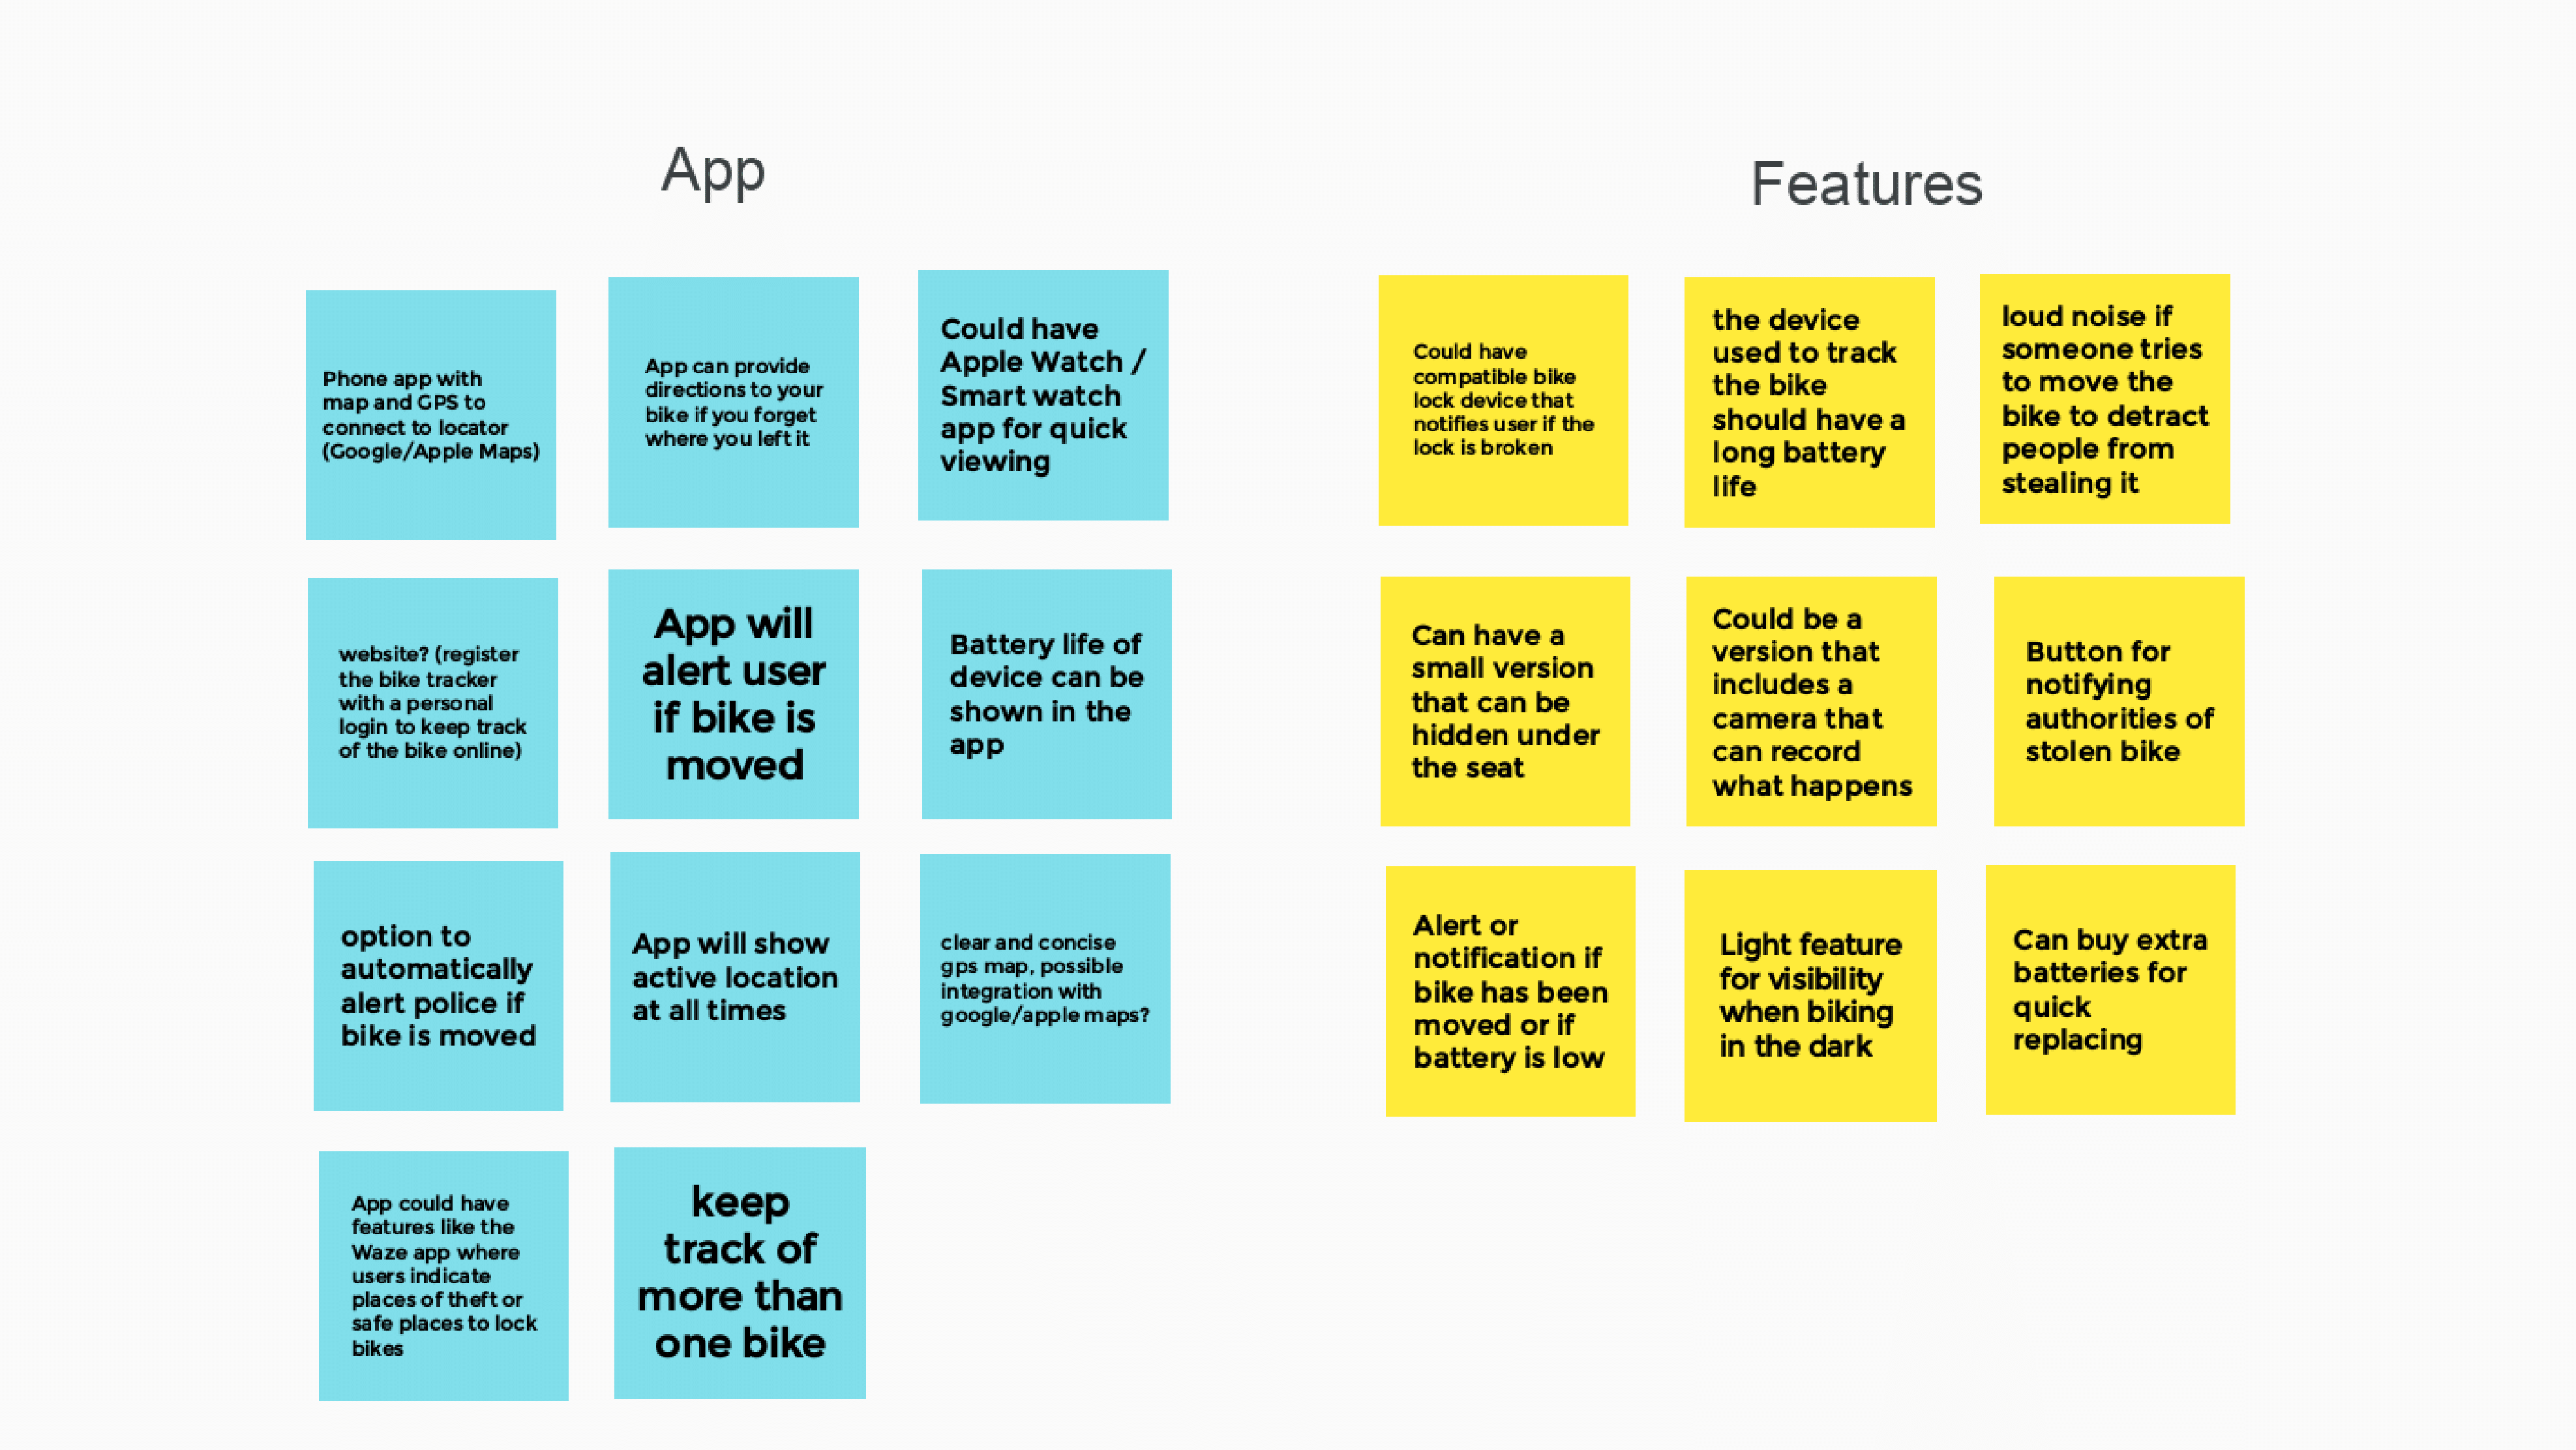 App
Phone app with
map and GPS to
connect to locator
(Google/Apple Maps)
App can provide
directions to your
bike if you forget
where you left it
Could have
Apple Watch /
Smart watch
app for quick
viewing
website? (register
the bike tracker
with a personal
login to keep track
of the bike online)
App will
alert user
if bike is
moved
Battery life of
device can be
shown in the
app
option to
automatically
alert police if
bike is moved
App will show
active location
at all times
clear and concise
gps map, possible
integration with
google/apple maps?
App could have
features like the
Waze app where
users indicate
places of theft or
safe places to lock
bikes
keep
track of
more than
one bike
Features
Could have
compatible bike
lock device that
notifies user if the
lock is broken
the device
used to track
the bike
should have a
long battery
life
loud noise if
someone tries
to move the
bike to detract
people from
stealing it
Can have a
small version
that can be
hidden under
the seat
Could be a
version that
includes a
camera that
can record
what happens
Button for
notifying
authorities of
stolen bike
Alert or
notification if
bike has been
moved or if
battery is low
Light feature
for visibility
when biking
in the dark
Can buy extra
batteries for
quick
replacing